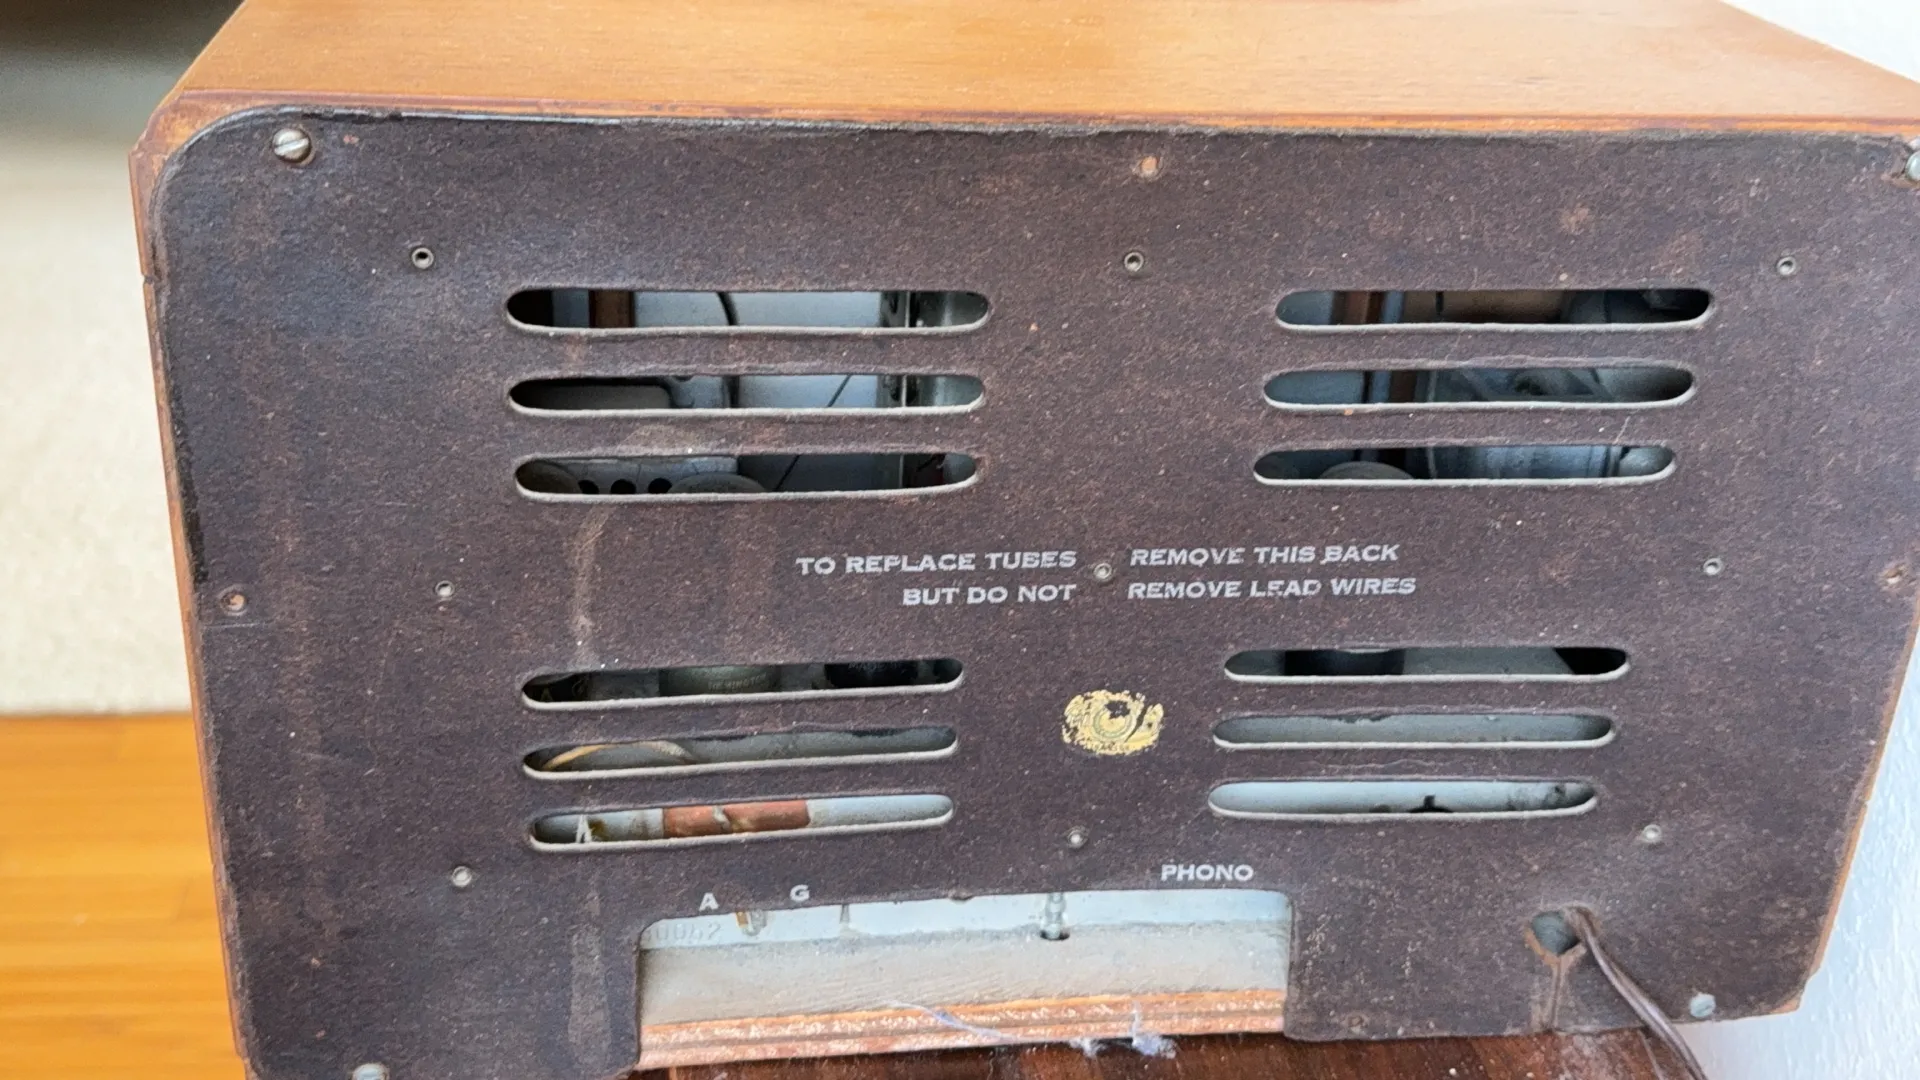 TO REPLACE TUBES REMOVE THIS BACK
BUT DO NOT REMOVE LEAD WIRES
PHONO
A G